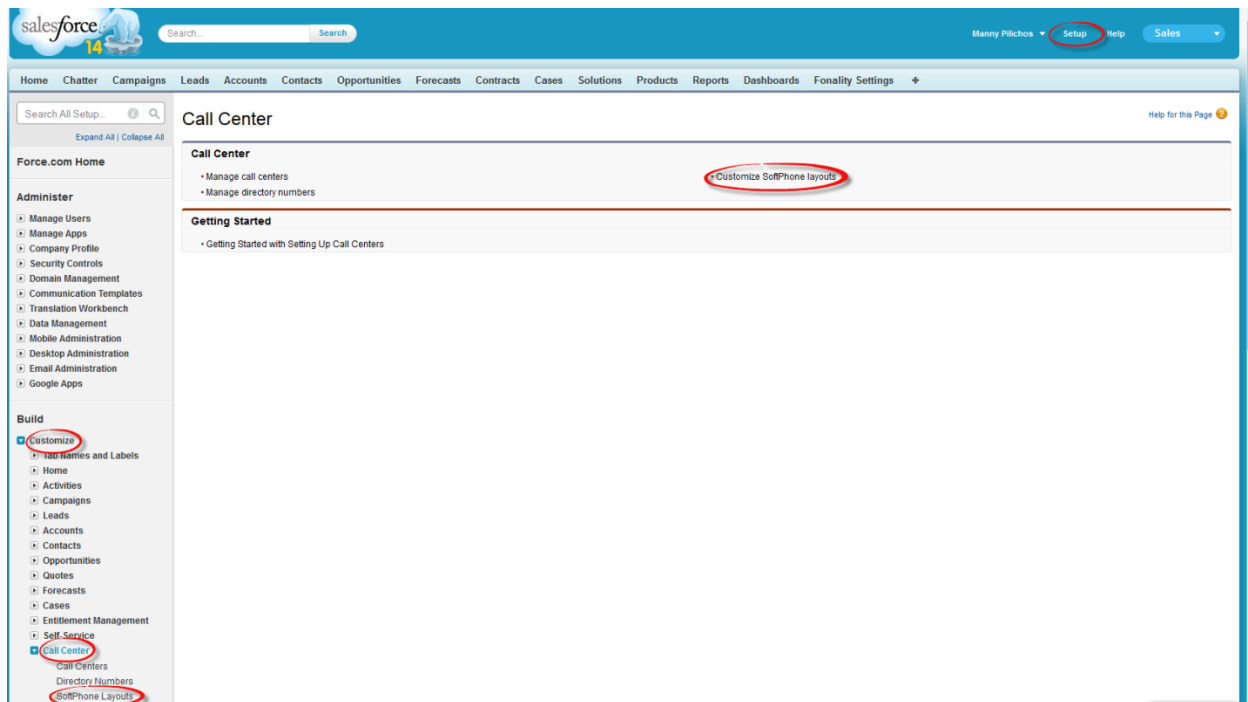 salesforce
14
Search...
Search
Manny Pilichos
Setup
Help
Sales
Home Chatter Campaigns Leads Accounts Contacts Opportunities Forecasts Contracts Cases Solutions Products Reports Dashboards Fonality Settings +
Search All Setup...
Expand All | Collapse All
Force.com Home
Administer
Manage Users
Manage Apps
Company Profile
Security Controls
Domain Management
Communication Templates
Translation Workbench
Data Management
Mobile Administration
Desktop Administration
Email Administration
Google Apps
Build
Customize
Tab Names and Labels
Home
Activities
Campaigns
Leads
Accounts
Contacts
Opportunities
Quotes
Forecasts
Cases
Entitlement Management
Self-Service
Call Center
Call Centers
Directory Numbers
SoftPhone Layouts
Call Center
Help for this Page
Call Center
• Manage call centers
• Customize SoftPhone layouts
• Manage directory numbers
Getting Started
• Getting Started with Setting Up Call Centers